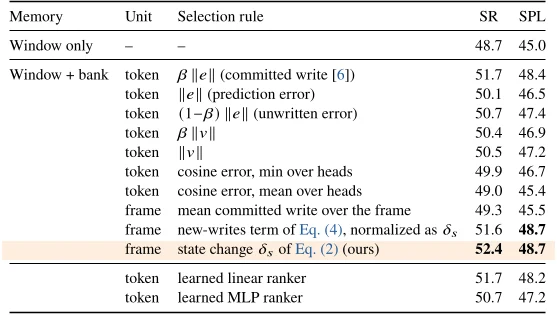 Memory Unit Selection rule SR SPL
Window only – – 48.7 45.0
Window + bank token β ‖e‖ (committed write [6]) 51.7 48.4
token ‖e‖ (prediction error) 50.1 46.5
token (1−β) ‖e‖ (unwritten error) 50.7 47.4
token β ‖v‖ 50.4 46.9
token ‖v‖ 50.5 47.2
token cosine error, min over heads 49.9 46.7
token cosine error, mean over heads 49.0 45.4
frame mean committed write over the frame 49.3 45.5
frame new-writes term of Eq. (4), normalized as δₛ 51.6 48.7
frame state change δₛ of Eq. (2) (ours) 52.4 48.7
token learned linear ranker 51.7 48.2
token learned MLP ranker 50.7 47.2